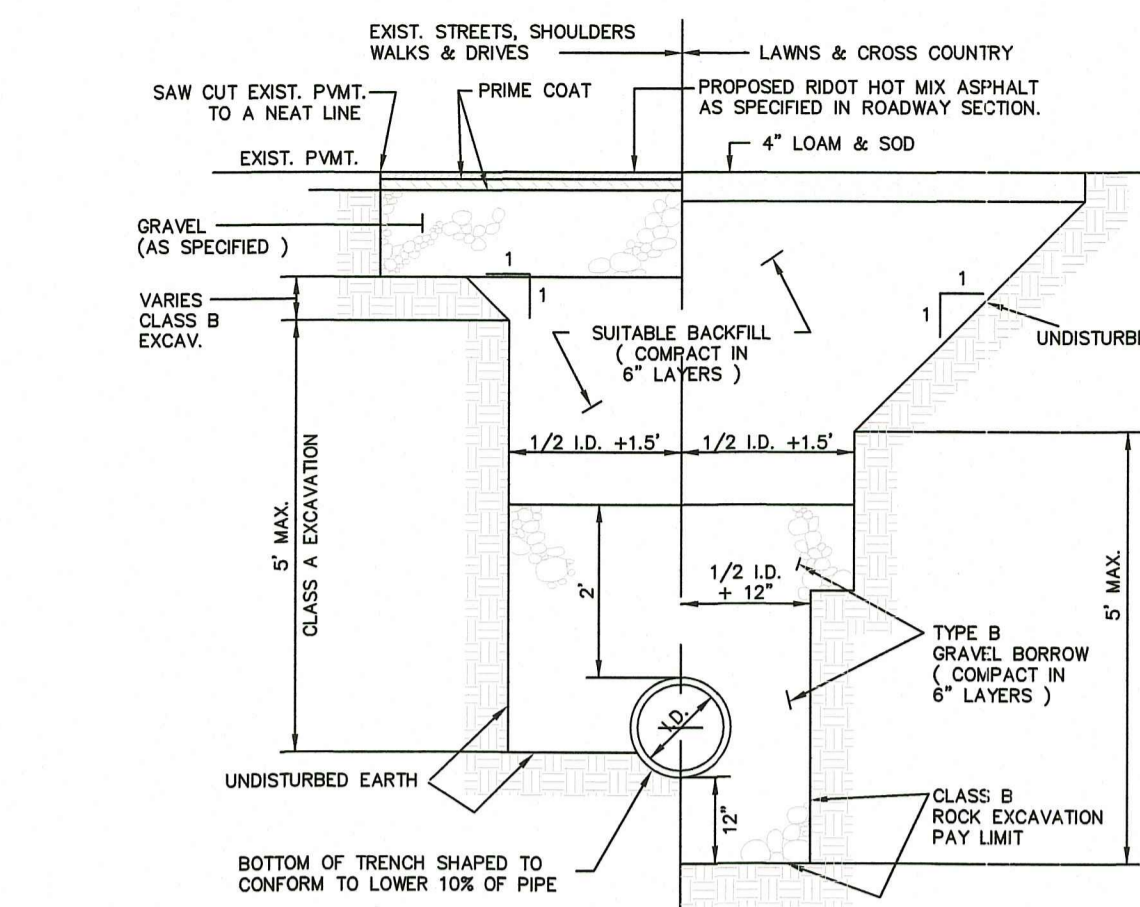 EXIST. STREETS, SHOULDERS
WALKS & DRIVES
LAWNS & CROSS COUNTRY
SAW CUT EXIST. PVMT.
TO A NEAT LINE
PRIME COAT
PROPOSED RIDOT HOT MIX ASPHALT
AS SPECIFIED IN ROADWAY SECTION.
4" LOAM & SOD
EXIST. PVMT.
GRAVEL
(AS SPECIFIED )
1
1
VARIES
CLASS B
EXCAV.
1
1
SUITABLE BACKFILL
( COMPACT IN
6" LAYERS )
UNDISTURBE
1/2 I.D. +1.5'
1/2 I.D. +1.5'
5' MAX.
CLASS A EXCAVATION
2'
1/2 I.D.
+ 12"
5' MAX.
TYPE B
GRAVEL BORROW
( COMPACT IN
6" LAYERS )
I.D.
UNDISTURBED EARTH
12"
CLASS B
ROCK EXCAVATION
PAY LIMIT
BOTTOM OF TRENCH SHAPED TO
CONFORM TO LOWER 10% OF PIPE